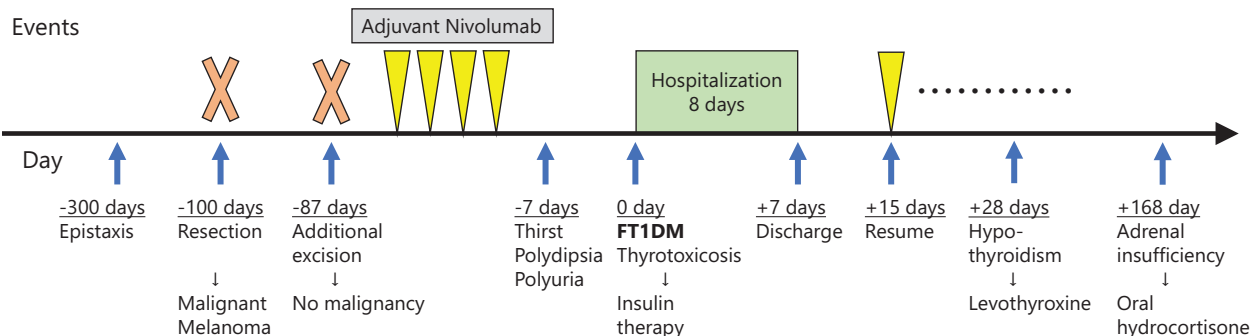 Events
Adjuvant Nivolumab
Hospitalization
8 days
Day
-300 days
Epistaxis
-100 days
Resection
↓
Malignant
Melanoma
-87 days
Additional
excision
↓
No malignancy
-7 days
Thirst
Polydipsia
Polyuria
0 day
FT1DM
Thyrotoxicosis
↓
Insulin
therapy
+7 days
Discharge
+15 days
Resume
+28 days
Hypo-
thyroidism
↓
Levothyroxine
+168 day
Adrenal
insufficiency
↓
Oral
hydrocortisone